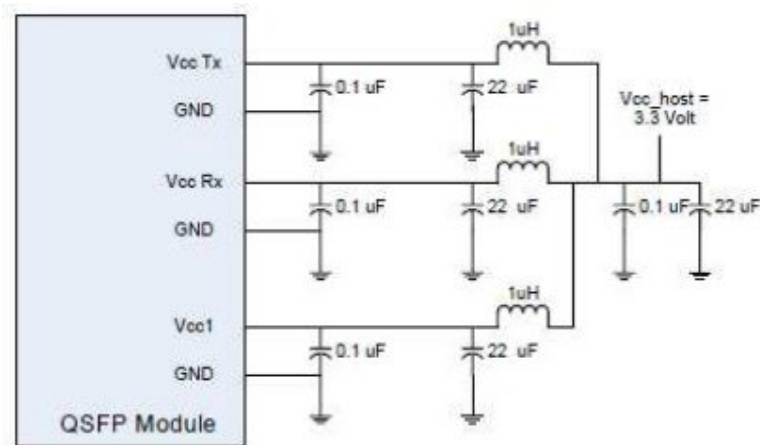 1uH
Vcc Tx
0.1 uF
22 uF
GND
Vcc_host =
3.3 Volt
1uH
Vcc Rx
0.1 uF
22 uF
0.1 uF
22 uF
GND
1uH
Vcc1
0.1 uF
22 uF
GND
QSFP Module